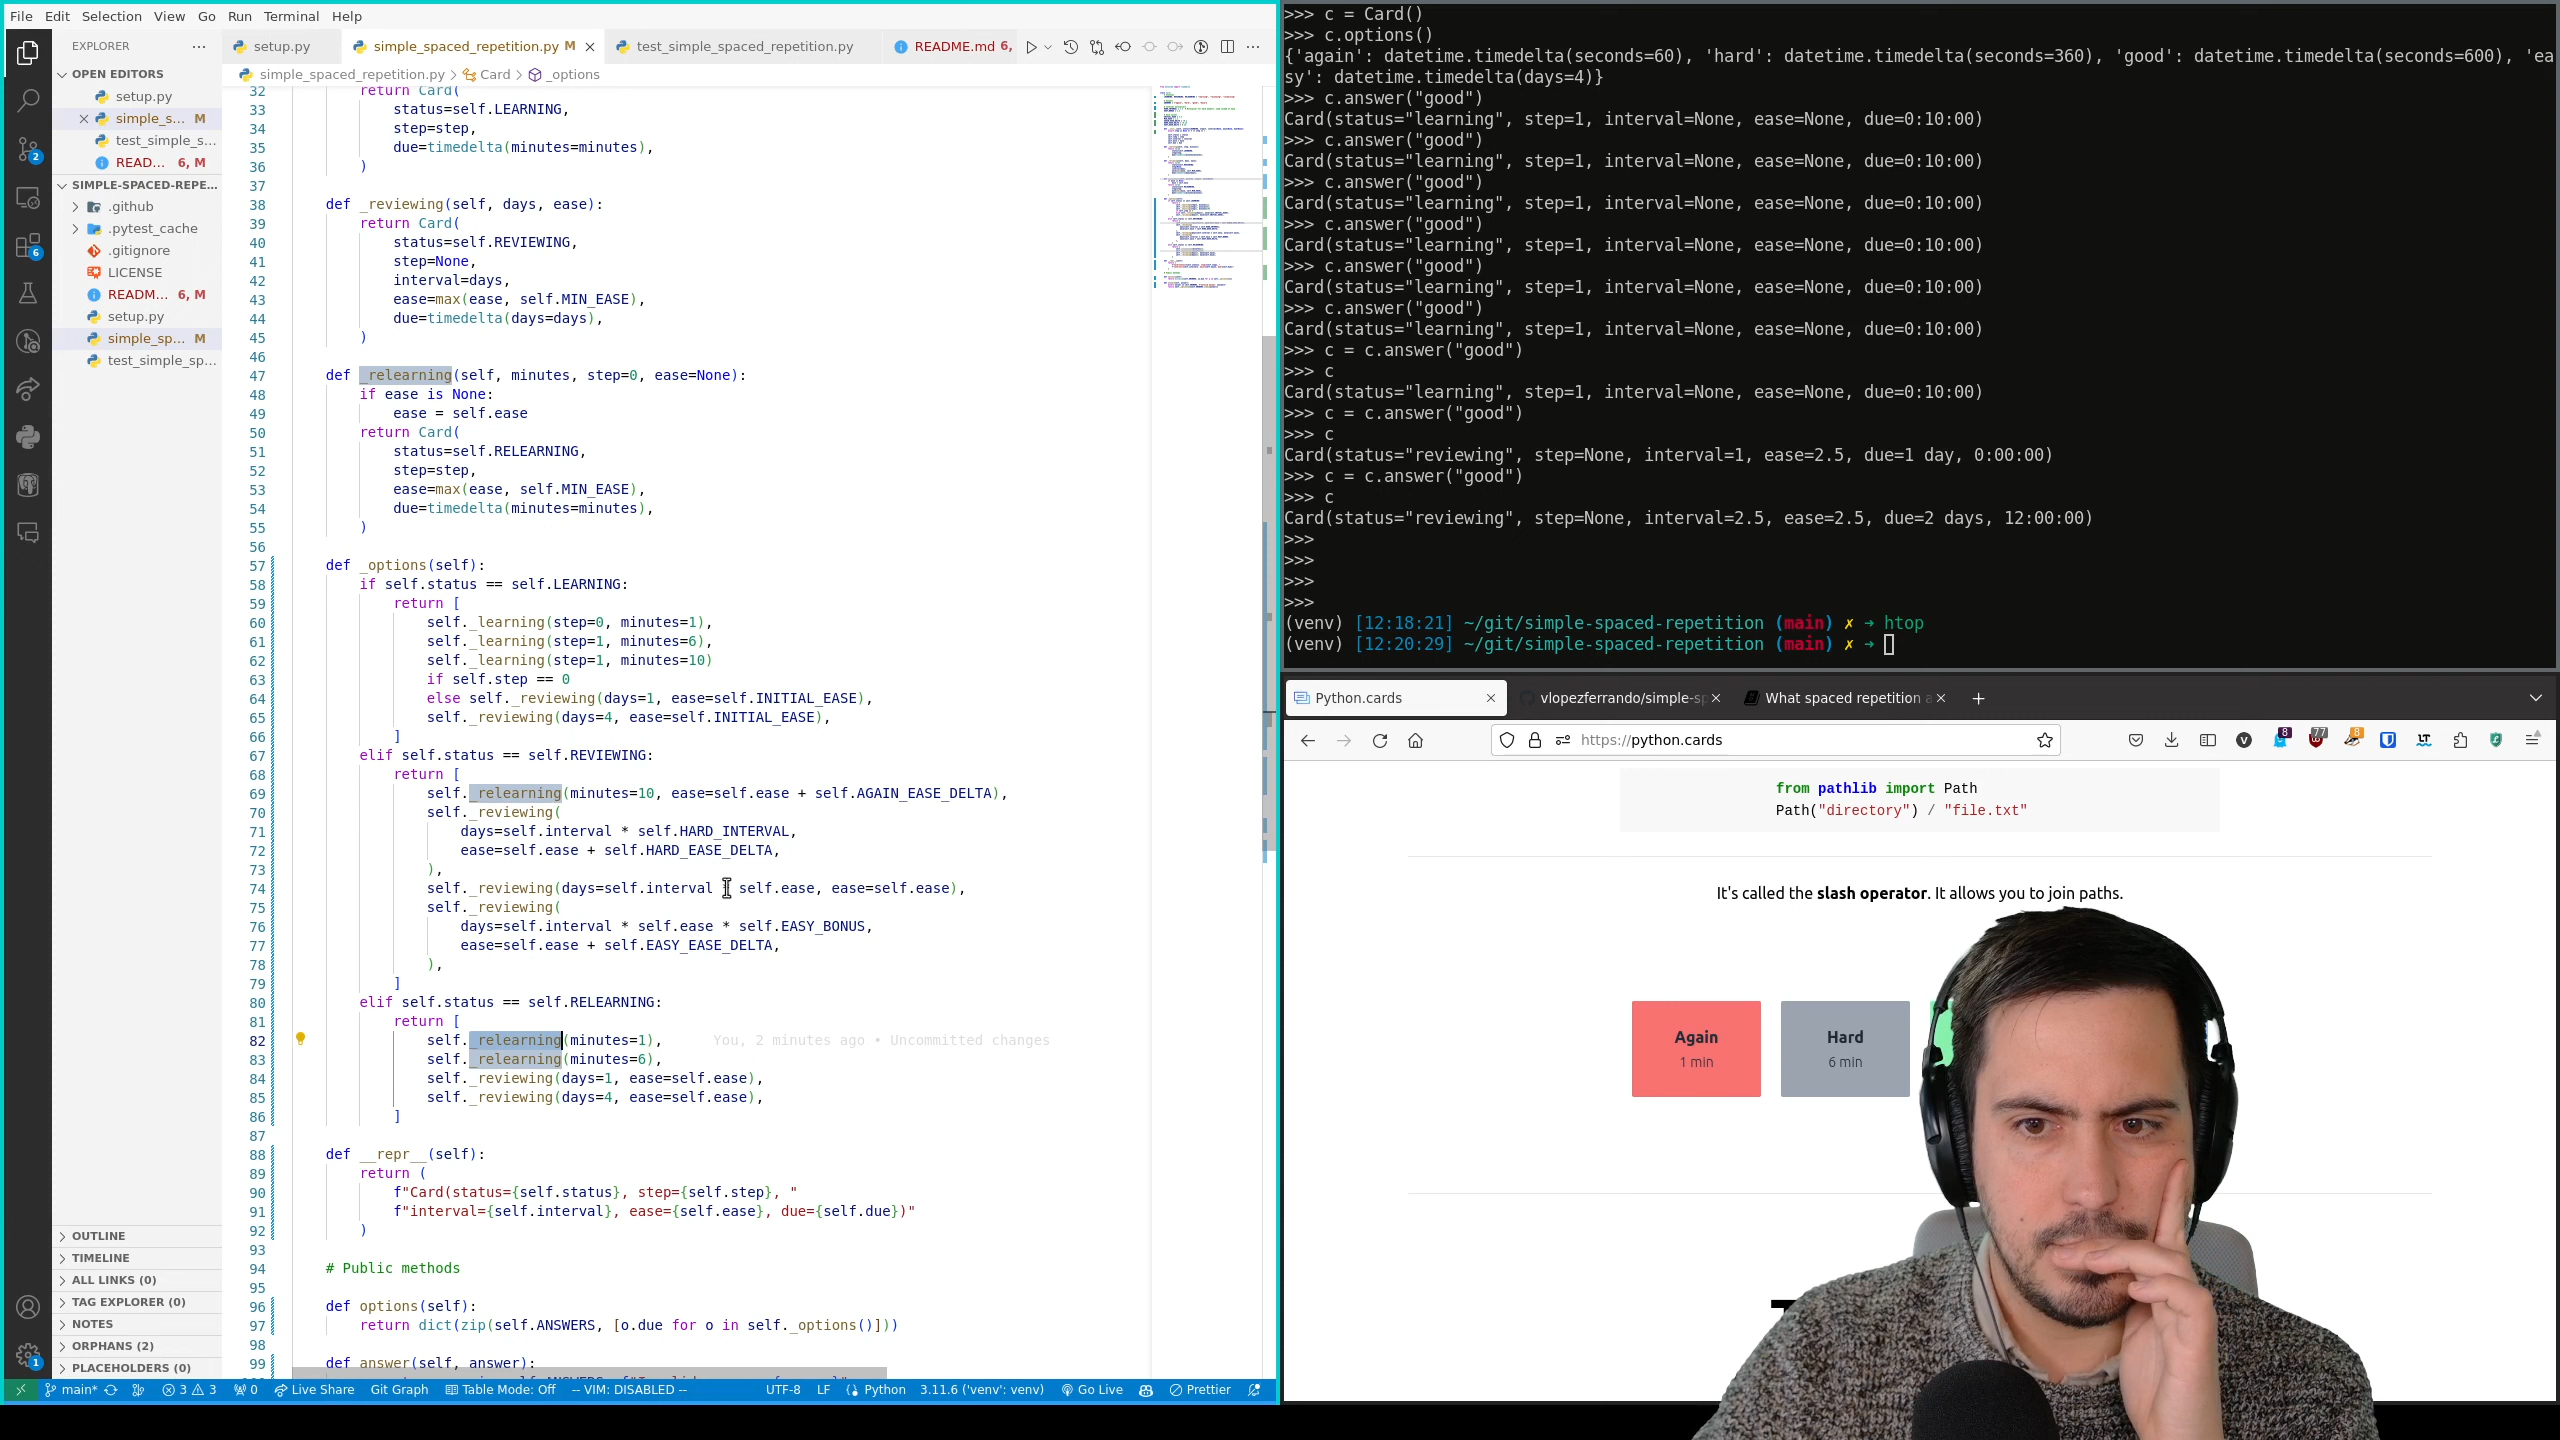 File Edit Selection View Go Run Terminal Help
EXPLORER
OPEN EDITORS
setup.py
simple_s... M
test_simple_s...
READ... 6, M
SIMPLE-SPACED-REPE...
.github
.pytest_cache
.gitignore
LICENSE
READM... 6, M
setup.py
simple_sp... M
test_simple_sp...
OUTLINE
TIMELINE
ALL LINKS (0)
TAG EXPLORER (0)
NOTES
ORPHANS (2)
PLACEHOLDERS (0)
2
6
1
setup.py simple_spaced_repetition.py M test_simple_spaced_repetition.py README.md 6,
simple_spaced_repetition.py > Card > _options
32 return Card(
33 status=self.LEARNING,
34 step=step,
35 due=timedelta(minutes=minutes),
36 )
37
38 def _reviewing(self, days, ease):
39 return Card(
40 status=self.REVIEWING,
41 step=None,
42 interval=days,
43 ease=max(ease, self.MIN_EASE),
44 due=timedelta(days=days),
45 )
46
47 def _relearning(self, minutes, step=0, ease=None):
48 if ease is None:
49 ease = self.ease
50 return Card(
51 status=self.RELEARNING,
52 step=step,
53 ease=max(ease, self.MIN_EASE),
54 due=timedelta(minutes=minutes),
55 )
56
57 def _options(self):
58 if self.status == self.LEARNING:
59 return [
60 self._learning(step=0, minutes=1),
61 self._learning(step=1, minutes=6),
62 self._learning(step=1, minutes=10)
63 if self.step == 0
64 else self._reviewing(days=1, ease=self.INITIAL_EASE),
65 self._reviewing(days=4, ease=self.INITIAL_EASE),
66 ]
67 elif self.status == self.REVIEWING:
68 return [
69 self._relearning(minutes=10, ease=self.ease + self.AGAIN_EASE_DELTA),
70 self._reviewing(
71 days=self.interval * self.HARD_INTERVAL,
72 ease=self.ease + self.HARD_EASE_DELTA,
73 ),
74 self._reviewing(days=self.interval self.ease, ease=self.ease),
75 self._reviewing(
76 days=self.interval * self.ease * self.EASY_BONUS,
77 ease=self.ease + self.EASY_EASE_DELTA,
78 ),
79 ]
80 elif self.status == self.RELEARNING:
81 return [
82 self._relearning(minutes=1), You, 2 minutes ago • Uncommitted changes
83 self._relearning(minutes=6),
84 self._reviewing(days=1, ease=self.ease),
85 self._reviewing(days=4, ease=self.ease),
86 ]
87
88 def __repr__(self):
89 return (
90 f"Card(status={self.status}, step={self.step}, "
91 f"interval={self.interval}, ease={self.ease}, due={self.due})"
92 )
93
94 # Public methods
95
96 def options(self):
97 return dict(zip(self.ANSWERS, [o.due for o in self._options()]))
98
99 def answer(self, answer):
main* 3 3 0 Live Share Git Graph Table Mode: Off -- VIM: DISABLED -- UTF-8 LF Python 3.11.6 ('venv': venv) Go Live Prettier
>>> c = Card()
>>> c.options()
{'again': datetime.timedelta(seconds=60), 'hard': datetime.timedelta(seconds=360), 'good': datetime.timedelta(seconds=600), 'ea
sy': datetime.timedelta(days=4)}
>>> c.answer("good")
Card(status="learning", step=1, interval=None, ease=None, due=0:10:00)
>>> c.answer("good")
Card(status="learning", step=1, interval=None, ease=None, due=0:10:00)
>>> c.answer("good")
Card(status="learning", step=1, interval=None, ease=None, due=0:10:00)
>>> c.answer("good")
Card(status="learning", step=1, interval=None, ease=None, due=0:10:00)
>>> c.answer("good")
Card(status="learning", step=1, interval=None, ease=None, due=0:10:00)
>>> c.answer("good")
Card(status="learning", step=1, interval=None, ease=None, due=0:10:00)
>>> c = c.answer("good")
>>> c
Card(status="learning", step=1, interval=None, ease=None, due=0:10:00)
>>> c = c.answer("good")
>>> c
Card(status="reviewing", step=None, interval=1, ease=2.5, due=1 day, 0:00:00)
>>> c = c.answer("good")
>>> c
Card(status="reviewing", step=None, interval=2.5, ease=2.5, due=2 days, 12:00:00)
>>>
>>>
>>>
>>>
(venv) [12:18:21] ~/git/simple-spaced-repetition (main) ✗ ➜ htop
(venv) [12:20:29] ~/git/simple-spaced-repetition (main) ✗ ➜
Python.cards vlopezferrando/simple-sp What spaced repetition a
https://python.cards
8 77 8
from pathlib import Path
Path("directory") / "file.txt"
It's called the slash operator. It allows you to join paths.
Again
1 min
Hard
6 min